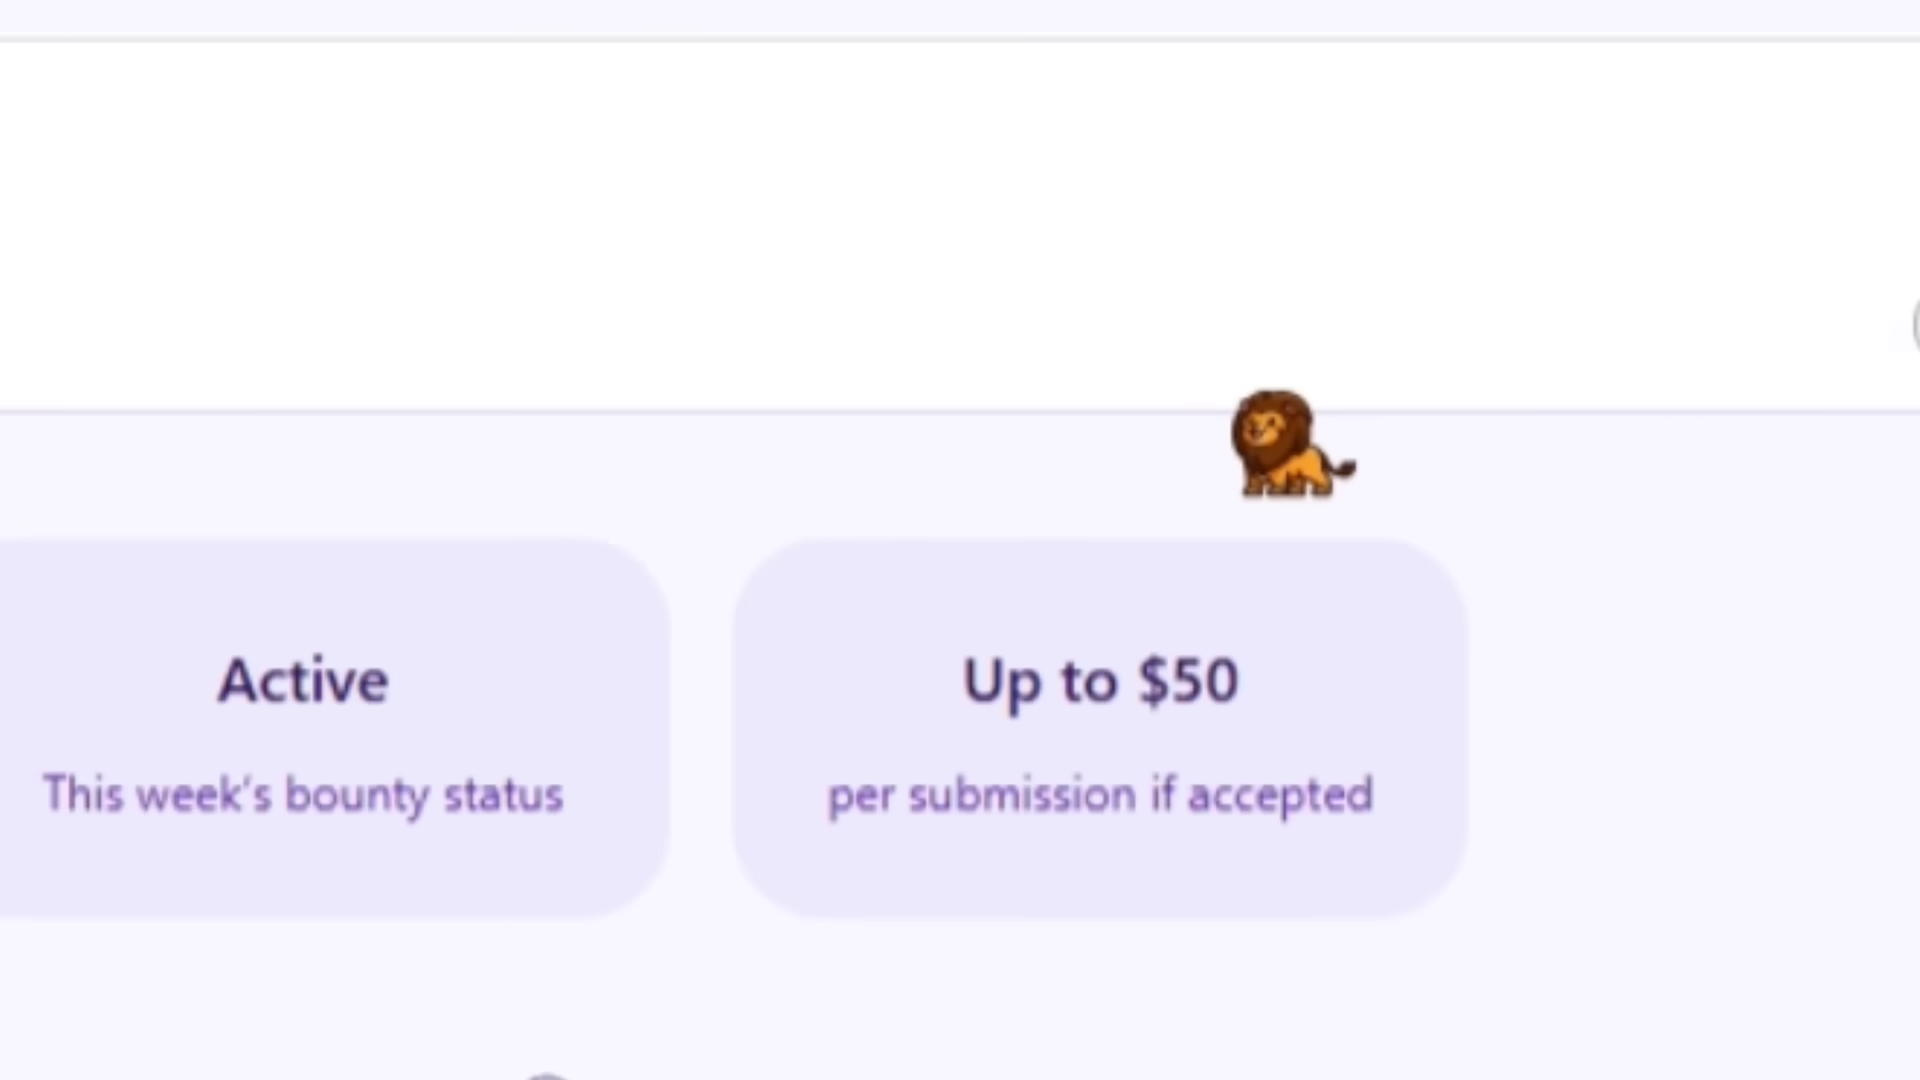 Active
This week’s bounty status
Up to $50
per submission if accepted